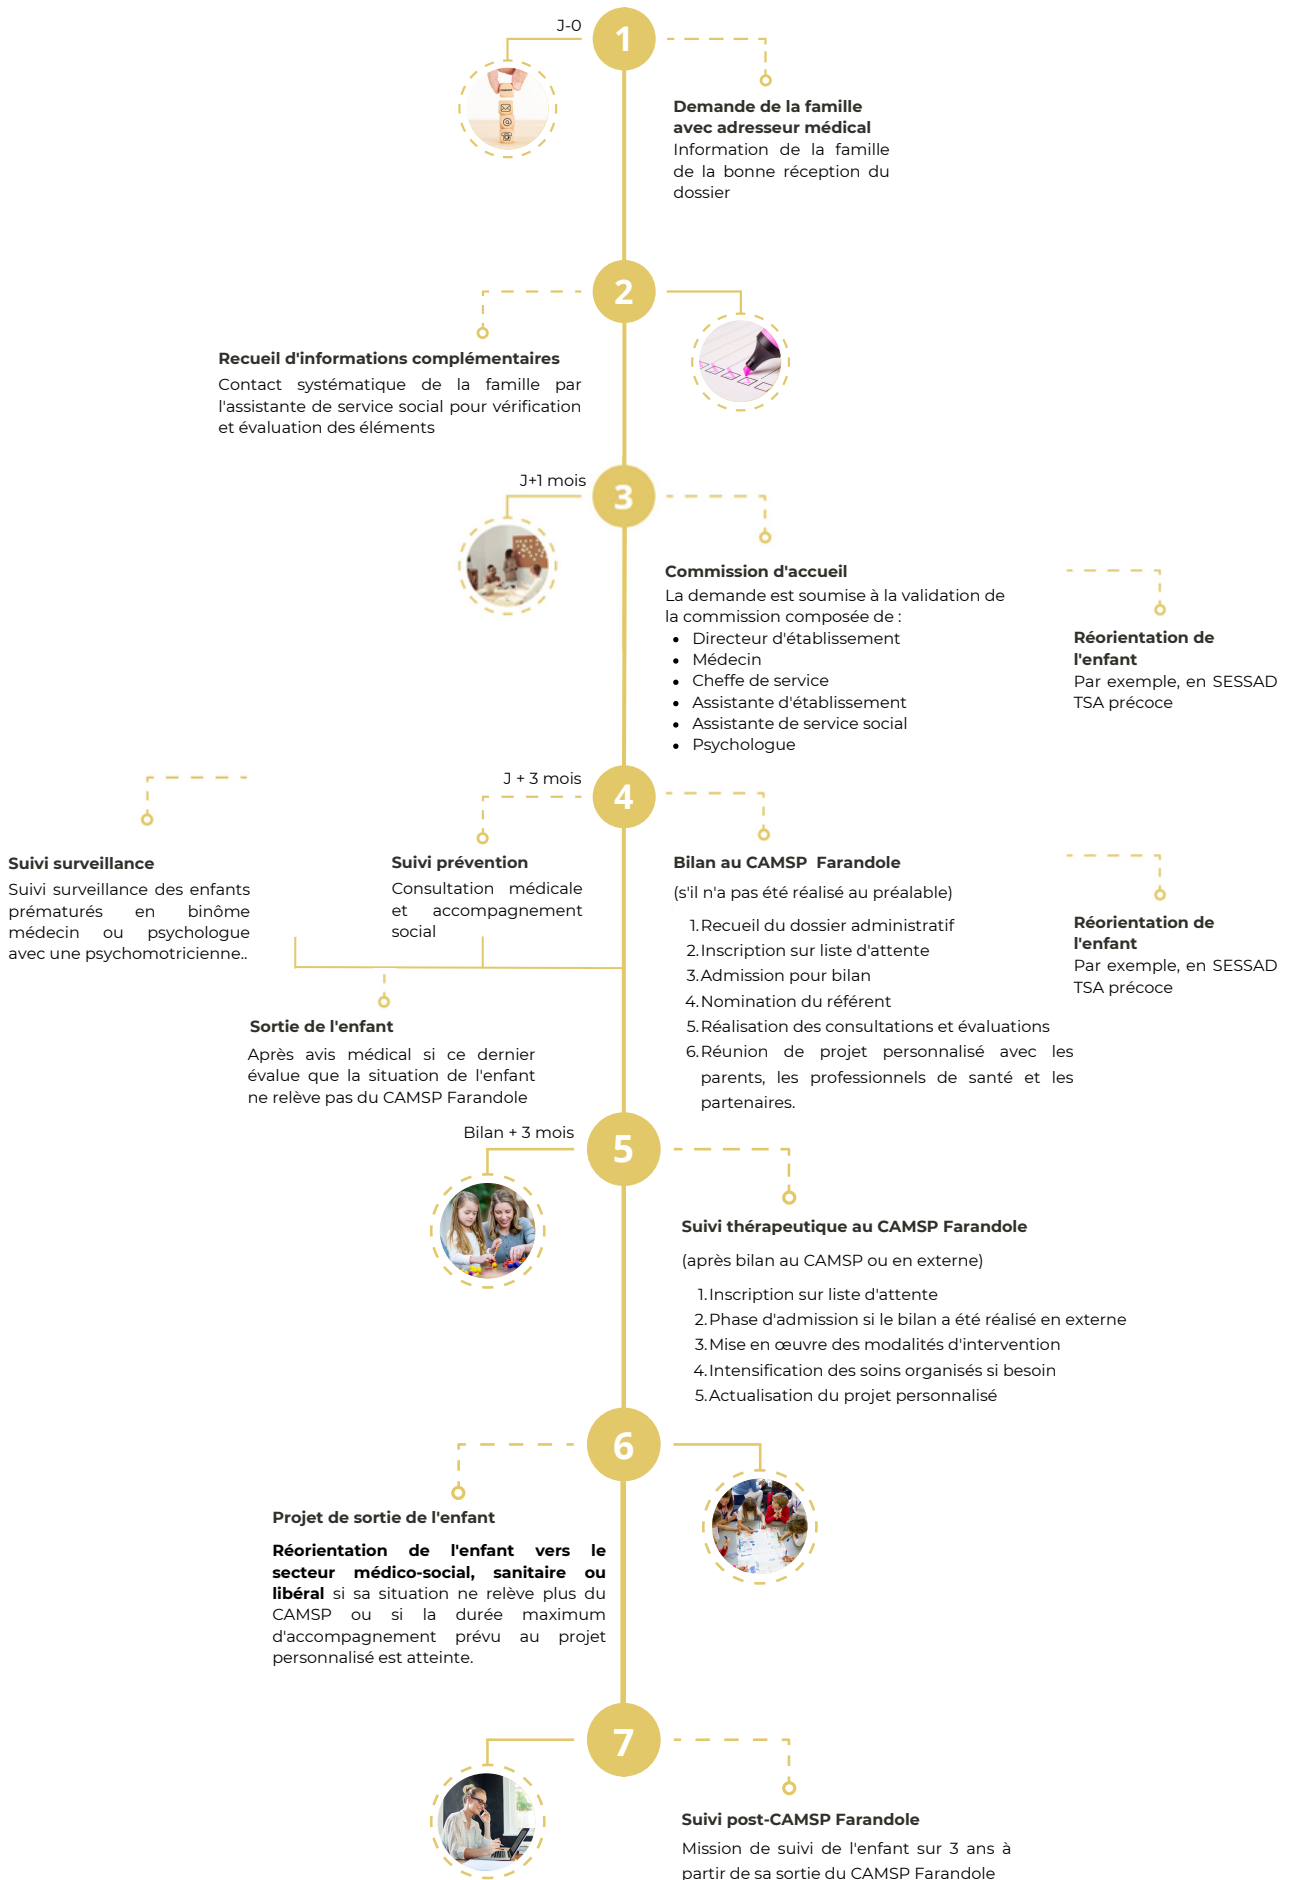 J-0
1
Demande de la famille
avec adresseur médical
Information de la famille
de la bonne réception du
dossier
2
Recueil d'informations complémentaires
Contact systématique de la famille par
l'assistante de service social pour vérification
et évaluation des éléments
J+1 mois
3
Commission d'accueil
La demande est soumise à la validation de
la commission composée de :
• Directeur d'établissement
• Médecin
• Cheffe de service
• Assistante d'établissement
• Assistante de service social
• Psychologue
Réorientation de
l'enfant
Par exemple, en SESSAD
TSA précoce
J + 3 mois
4
Suivi surveillance
Suivi surveillance des enfants
prématurés en binôme
médecin ou psychologue
avec une psychomotricienne..
Suivi prévention
Consultation médicale
et accompagnement
social
Sortie de l'enfant
Après avis médical si ce dernier
évalue que la situation de l'enfant
ne relève pas du CAMSP Farandole
Bilan au CAMSP Farandole
(s'il n'a pas été réalisé au préalable)
1. Recueil du dossier administratif
2. Inscription sur liste d'attente
3. Admission pour bilan
4. Nomination du référent
5. Réalisation des consultations et évaluations
6. Réunion de projet personnalisé avec les
parents, les professionnels de santé et les
partenaires.
Réorientation de
l'enfant
Par exemple, en SESSAD
TSA précoce
Bilan + 3 mois
5
Suivi thérapeutique au CAMSP Farandole
(après bilan au CAMSP ou en externe)
1. Inscription sur liste d'attente
2. Phase d'admission si le bilan a été réalisé en externe
3. Mise en œuvre des modalités d'intervention
4. Intensification des soins organisés si besoin
5. Actualisation du projet personnalisé
6
Projet de sortie de l'enfant
Réorientation de l'enfant vers le
secteur médico-social, sanitaire ou
libéral si sa situation ne relève plus du
CAMSP ou si la durée maximum
d'accompagnement prévu au projet
personnalisé est atteinte.
7
Suivi post-CAMSP Farandole
Mission de suivi de l'enfant sur 3 ans à
partir de sa sortie du CAMSP Farandole